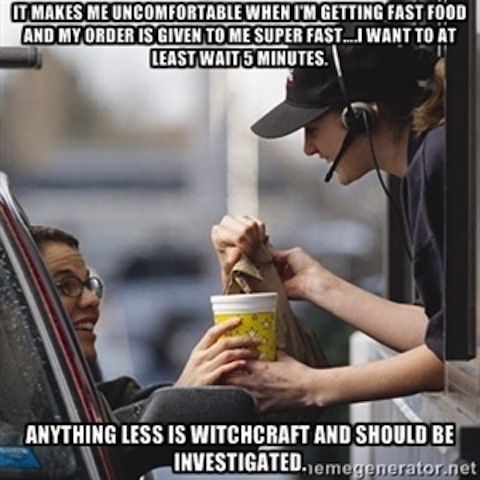 IT MAKES ME UNCOMFORTABLE WHEN I'M GETTING FAST FOOD
AND MY ORDER IS GIVEN TO ME SUPER FAST....I WANT TO AT
LEAST WAIT 5 MINUTES.
ANYTHING LESS IS WITCHCRAFT AND SHOULD BE
INVESTIGATED.
memegenerator.net